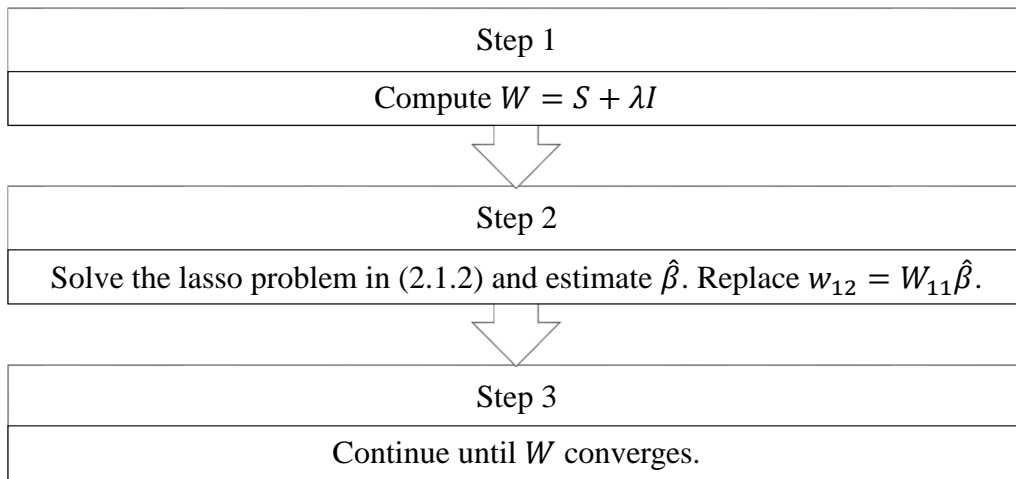 Step 1
Compute 𝑊 = 𝑆 + 𝜆𝐼
Step 2
Solve the lasso problem in (2.1.2) and estimate 𝛽̂. Replace 𝑤₁₂ = 𝑊₁₁𝛽̂.
Step 3
Continue until 𝑊 converges.